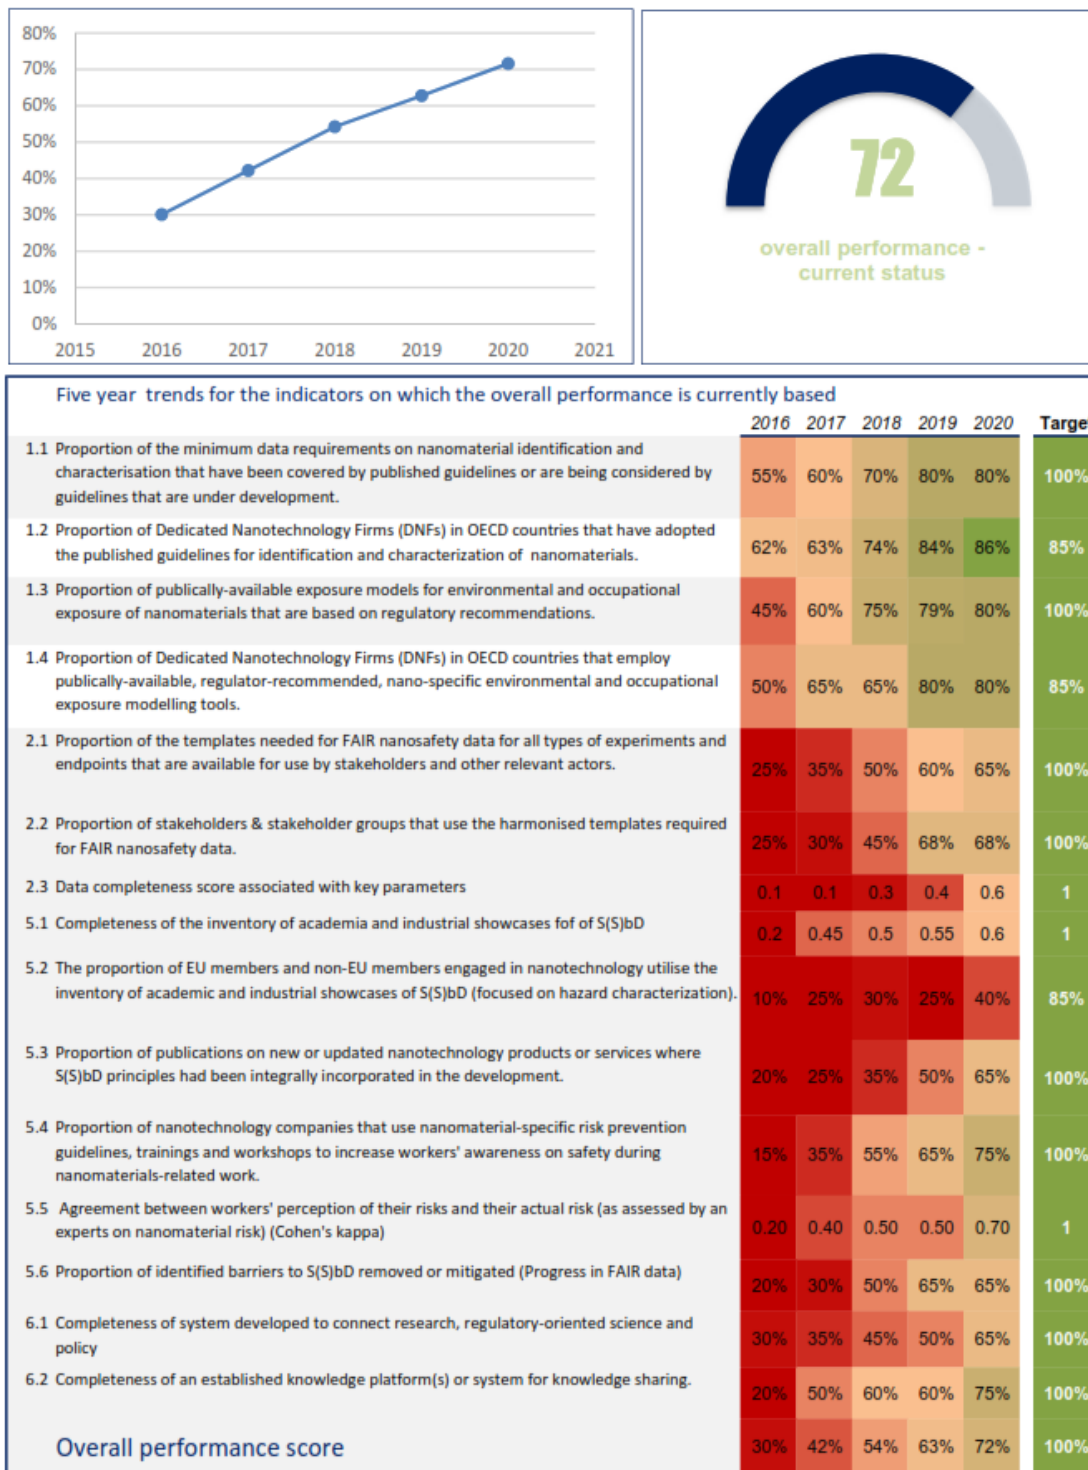 80%
70%
60%
50%
40%
30%
20%
10%
0%
2015 2016 2017 2018 2019 2020 2021
72
overall performance -
current status
Five year trends for the indicators on which the overall performance is currently based
2016 2017 2018 2019 2020 Targe
1.1 Proportion of the minimum data requirements on nanomaterial identification and
characterisation that have been covered by published guidelines or are being considered by
guidelines that are under development.
55% 60% 70% 80% 80% 100%
1.2 Proportion of Dedicated Nanotechnology Firms (DNFs) in OECD countries that have adopted
the published guidelines for identification and characterization of nanomaterials.
62% 63% 74% 84% 86% 85%
1.3 Proportion of publically-available exposure models for environmental and occupational
exposure of nanomaterials that are based on regulatory recommendations.
45% 60% 75% 79% 80% 100%
1.4 Proportion of Dedicated Nanotechnology Firms (DNFs) in OECD countries that employ
publically-available, regulator-recommended, nano-specific environmental and occupational
exposure modelling tools.
50% 65% 65% 80% 80% 85%
2.1 Proportion of the templates needed for FAIR nanosafety data for all types of experiments and
endpoints that are available for use by stakeholders and other relevant actors.
25% 35% 50% 60% 65% 100%
2.2 Proportion of stakeholders & stakeholder groups that use the harmonised templates required
for FAIR nanosafety data.
25% 30% 45% 68% 68% 100%
2.3 Data completeness score associated with key parameters
0.1 0.1 0.3 0.4 0.6 1
5.1 Completeness of the inventory of academia and industrial showcases fof of S(S)bD
0.2 0.45 0.5 0.55 0.6 1
5.2 The proportion of EU members and non-EU members engaged in nanotechnology utilise the
inventory of academic and industrial showcases of S(S)bD (focused on hazard characterization).
10% 25% 30% 25% 40% 85%
5.3 Proportion of publications on new or updated nanotechnology products or services where
S(S)bD principles had been integrally incorporated in the development.
20% 25% 35% 50% 65% 100%
5.4 Proportion of nanotechnology companies that use nanomaterial-specific risk prevention
guidelines, trainings and workshops to increase workers' awareness on safety during
nanomaterials-related work.
15% 35% 55% 65% 75% 100%
5.5 Agreement between workers' perception of their risks and their actual risk (as assessed by an
experts on nanomaterial risk) (Cohen's kappa)
0.20 0.40 0.50 0.50 0.70 1
5.6 Proportion of identified barriers to S(S)bD removed or mitigated (Progress in FAIR data)
20% 30% 50% 65% 65% 100%
6.1 Completeness of system developed to connect research, regulatory-oriented science and
policy
30% 35% 45% 50% 65% 100%
6.2 Completeness of an established knowledge platform(s) or system for knowledge sharing.
20% 50% 60% 60% 75% 100%
Overall performance score
30% 42% 54% 63% 72% 100%